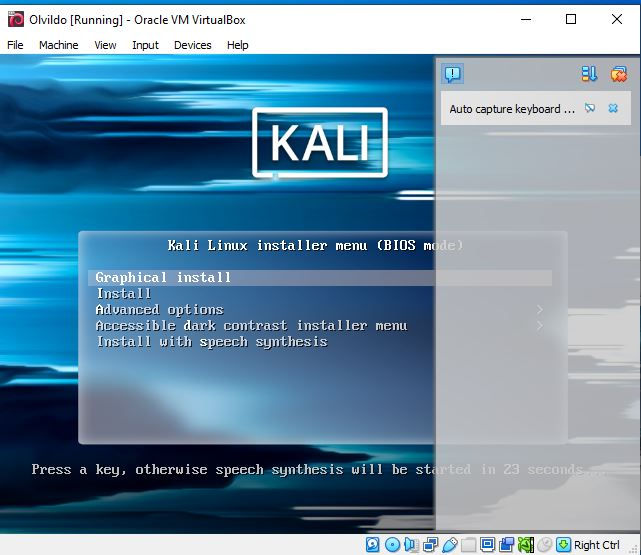 Olvildo [Running] - Oracle VM VirtualBox
File Machine View Input Devices Help
Auto capture keyboard ...
KALI
Kali Linux installer menu (BIOS mode)
Graphical install
Install
Advanced options
Accessible dark contrast installer menu
Install with speech synthesis
Press a key, otherwise speech synthesis will be started in 23 seconds...
Right Ctrl